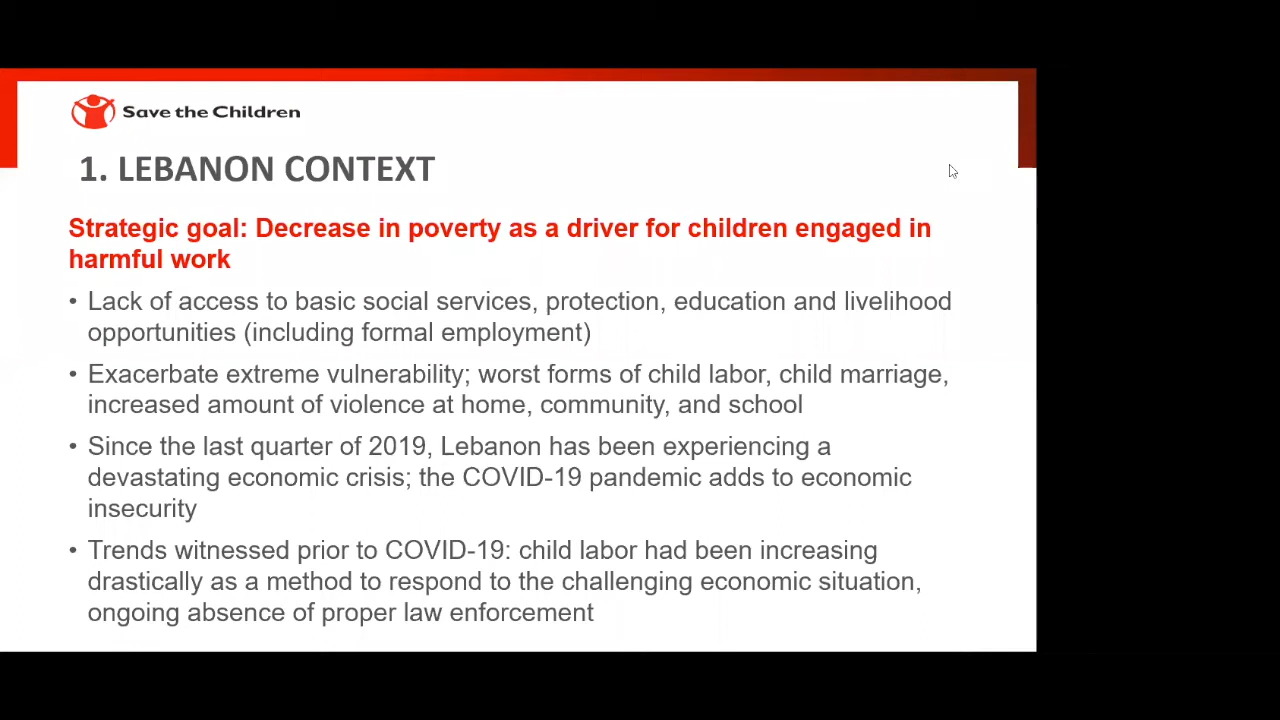 Save the Children
1. LEBANON CONTEXT
Strategic goal: Decrease in poverty as a driver for children engaged in
harmful work
• Lack of access to basic social services, protection, education and livelihood
opportunities (including formal employment)
• Exacerbate extreme vulnerability; worst forms of child labor, child marriage,
increased amount of violence at home, community, and school
• Since the last quarter of 2019, Lebanon has been experiencing a
devastating economic crisis; the COVID-19 pandemic adds to economic
insecurity
• Trends witnessed prior to COVID-19: child labor had been increasing
drastically as a method to respond to the challenging economic situation,
ongoing absence of proper law enforcement